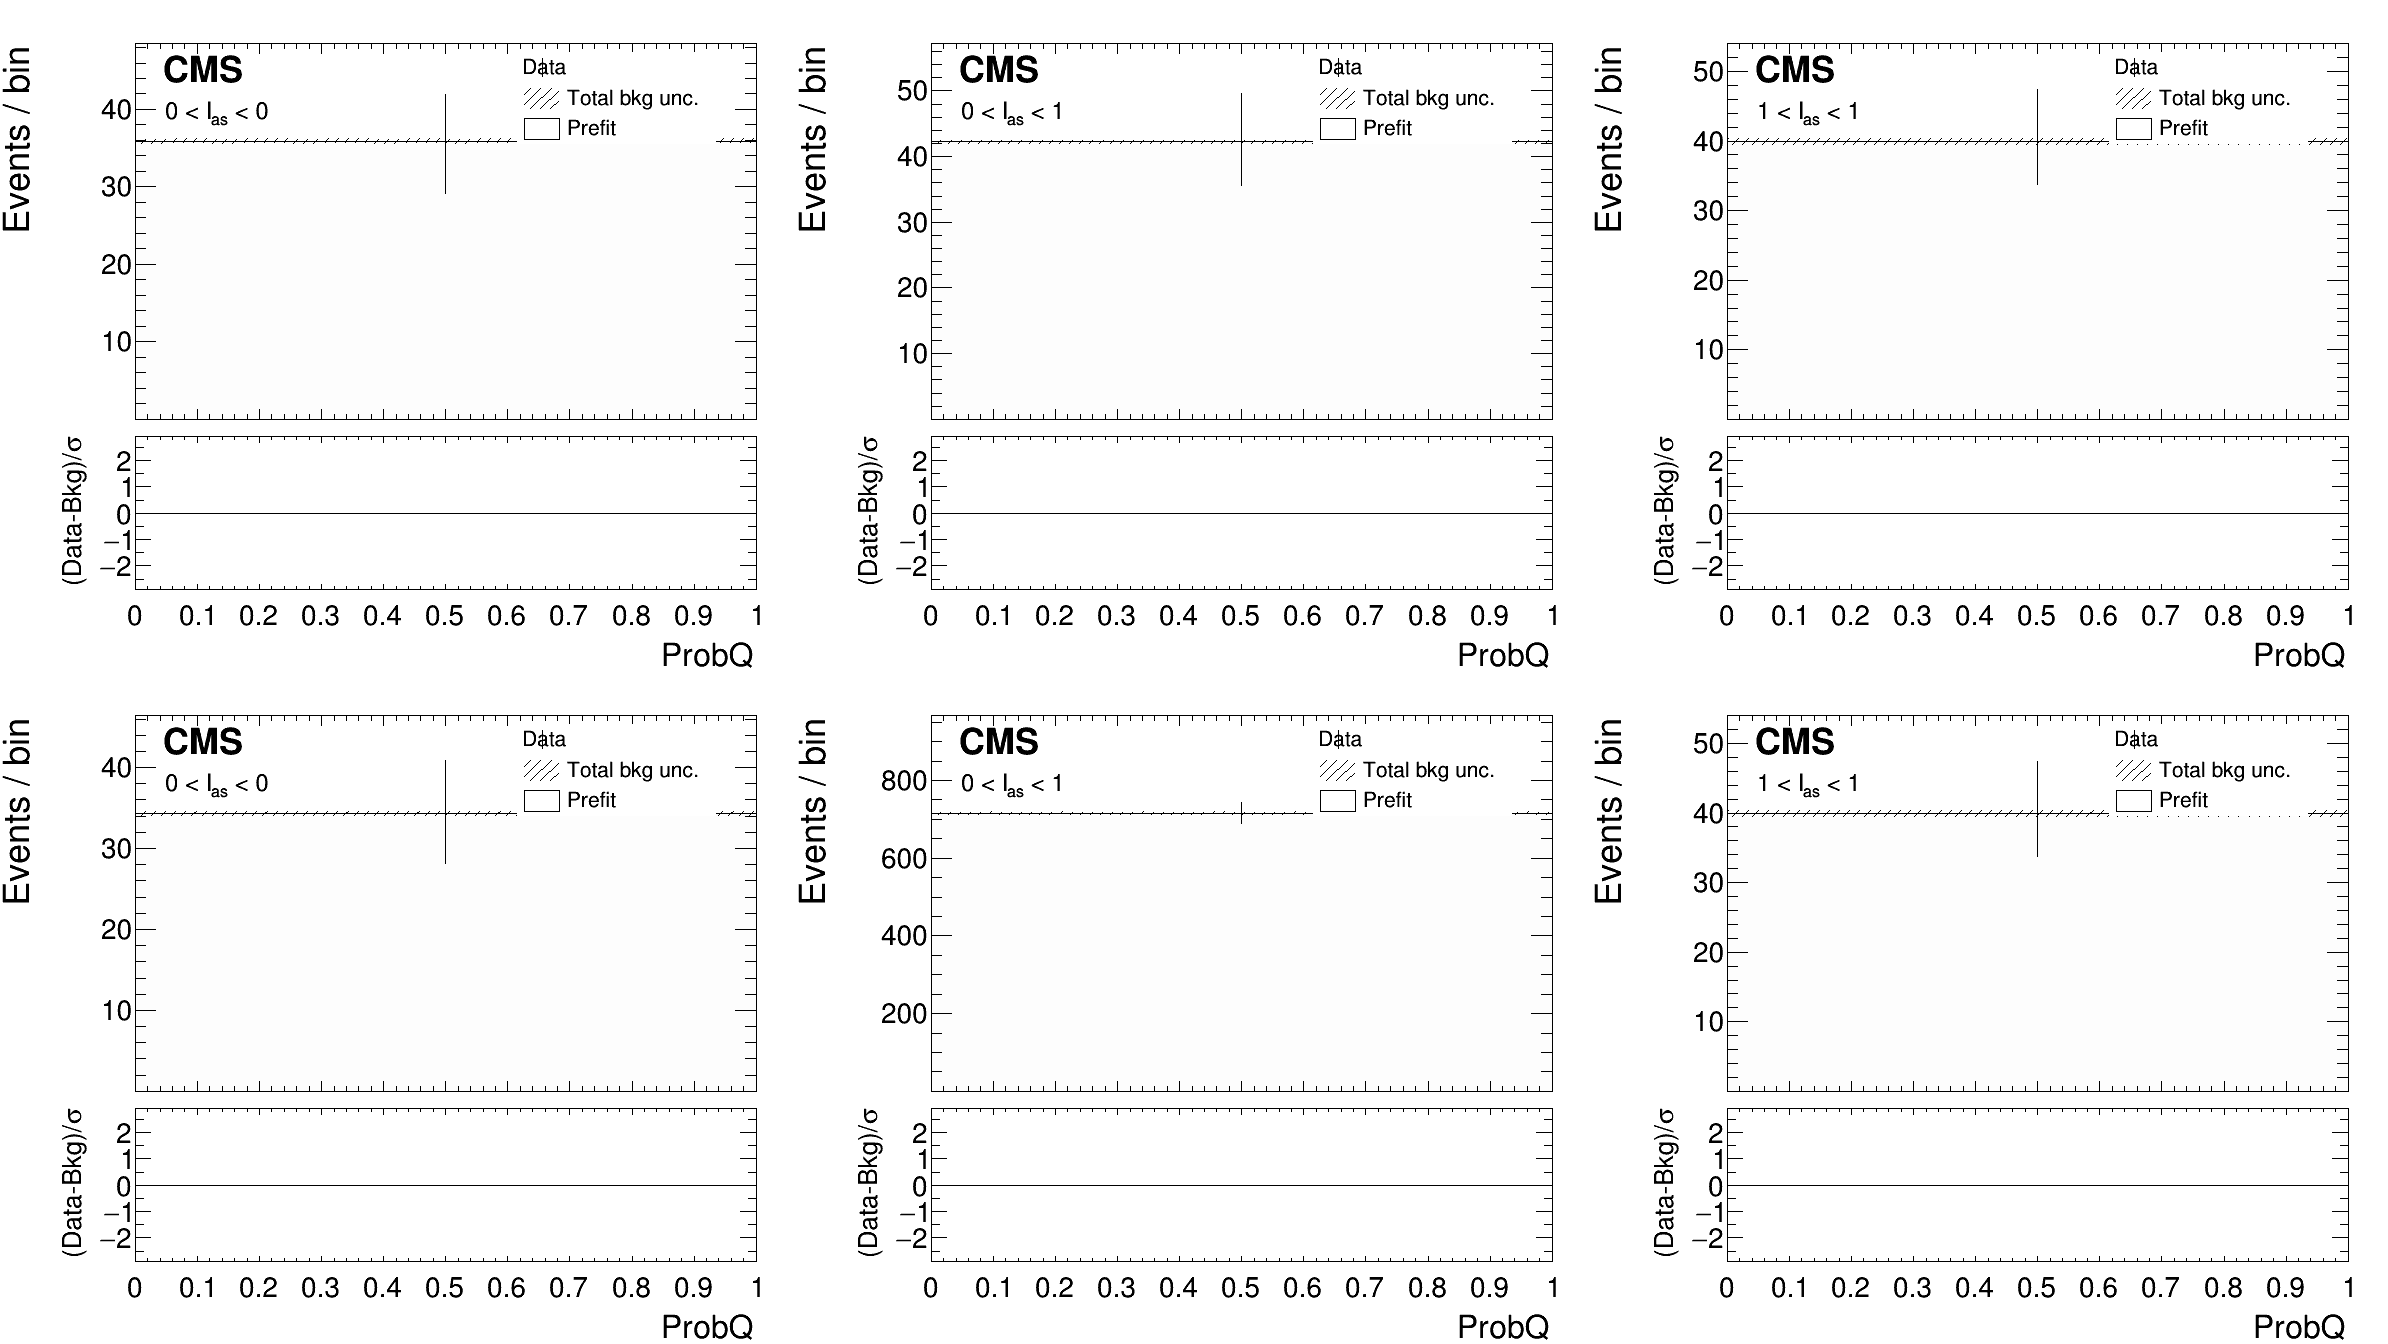 CMS
0 < Ias < 0
Data
Total bkg unc.
Prefit
Events / bin
40
30
20
10
(Data-Bkg)/σ
2
1
0
−1
−2
0 0.1 0.2 0.3 0.4 0.5 0.6 0.7 0.8 0.9 1
ProbQ
CMS
0 < Ias < 1
Data
Total bkg unc.
Prefit
Events / bin
50
40
30
20
10
(Data-Bkg)/σ
2
1
0
−1
−2
0 0.1 0.2 0.3 0.4 0.5 0.6 0.7 0.8 0.9 1
ProbQ
CMS
1 < Ias < 1
Data
Total bkg unc.
Prefit
Events / bin
50
40
30
20
10
(Data-Bkg)/σ
2
1
0
−1
−2
0 0.1 0.2 0.3 0.4 0.5 0.6 0.7 0.8 0.9 1
ProbQ
CMS
0 < Ias < 0
Data
Total bkg unc.
Prefit
Events / bin
40
30
20
10
(Data-Bkg)/σ
2
1
0
−1
−2
0 0.1 0.2 0.3 0.4 0.5 0.6 0.7 0.8 0.9 1
ProbQ
CMS
0 < Ias < 1
Data
Total bkg unc.
Prefit
Events / bin
800
600
400
200
(Data-Bkg)/σ
2
1
0
−1
−2
0 0.1 0.2 0.3 0.4 0.5 0.6 0.7 0.8 0.9 1
ProbQ
CMS
1 < Ias < 1
Data
Total bkg unc.
Prefit
Events / bin
50
40
30
20
10
(Data-Bkg)/σ
2
1
0
−1
−2
0 0.1 0.2 0.3 0.4 0.5 0.6 0.7 0.8 0.9 1
ProbQ